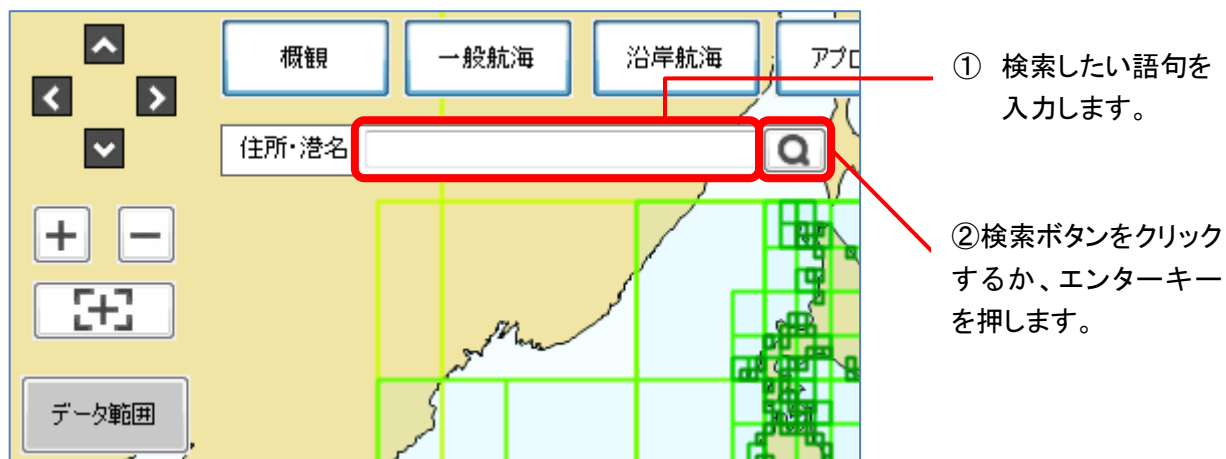 概観
一般航海
沿岸航海
アプロ
住所・港名
データ範囲
① 検索したい語句を
入力します。
②検索ボタンをクリック
するか、エンターキー
を押します。